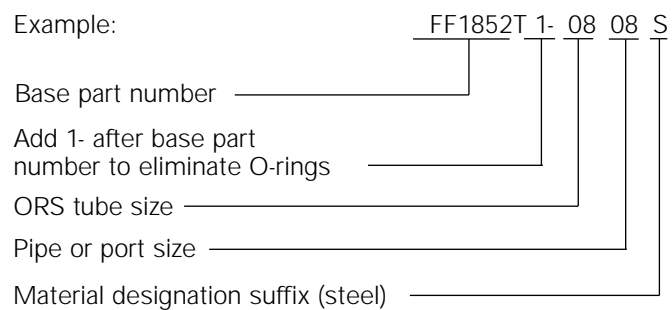 Example: FF1852T 1- 08 08 S
Base part number
Add 1- after base part
number to eliminate O-rings
ORS tube size
Pipe or port size
Material designation suffix (steel)